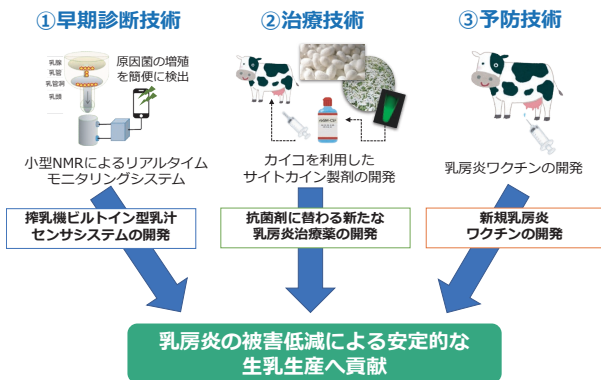 ①早期診断技術
②治療技術
③予防技術
乳腺
乳管
乳管洞
乳頭
原因菌の増殖
を簡便に検出
小型NMRによるリアルタイム
モニタリングシステム
カイコを利用した
サイトカイン製剤の開発
乳房炎ワクチンの開発
搾乳機ビルトイン型乳汁
センサシステムの開発
抗菌剤に替わる新たな
乳房炎治療薬の開発
新規乳房炎
ワクチンの開発
乳房炎の被害低減による安定的な
生乳生産へ貢献